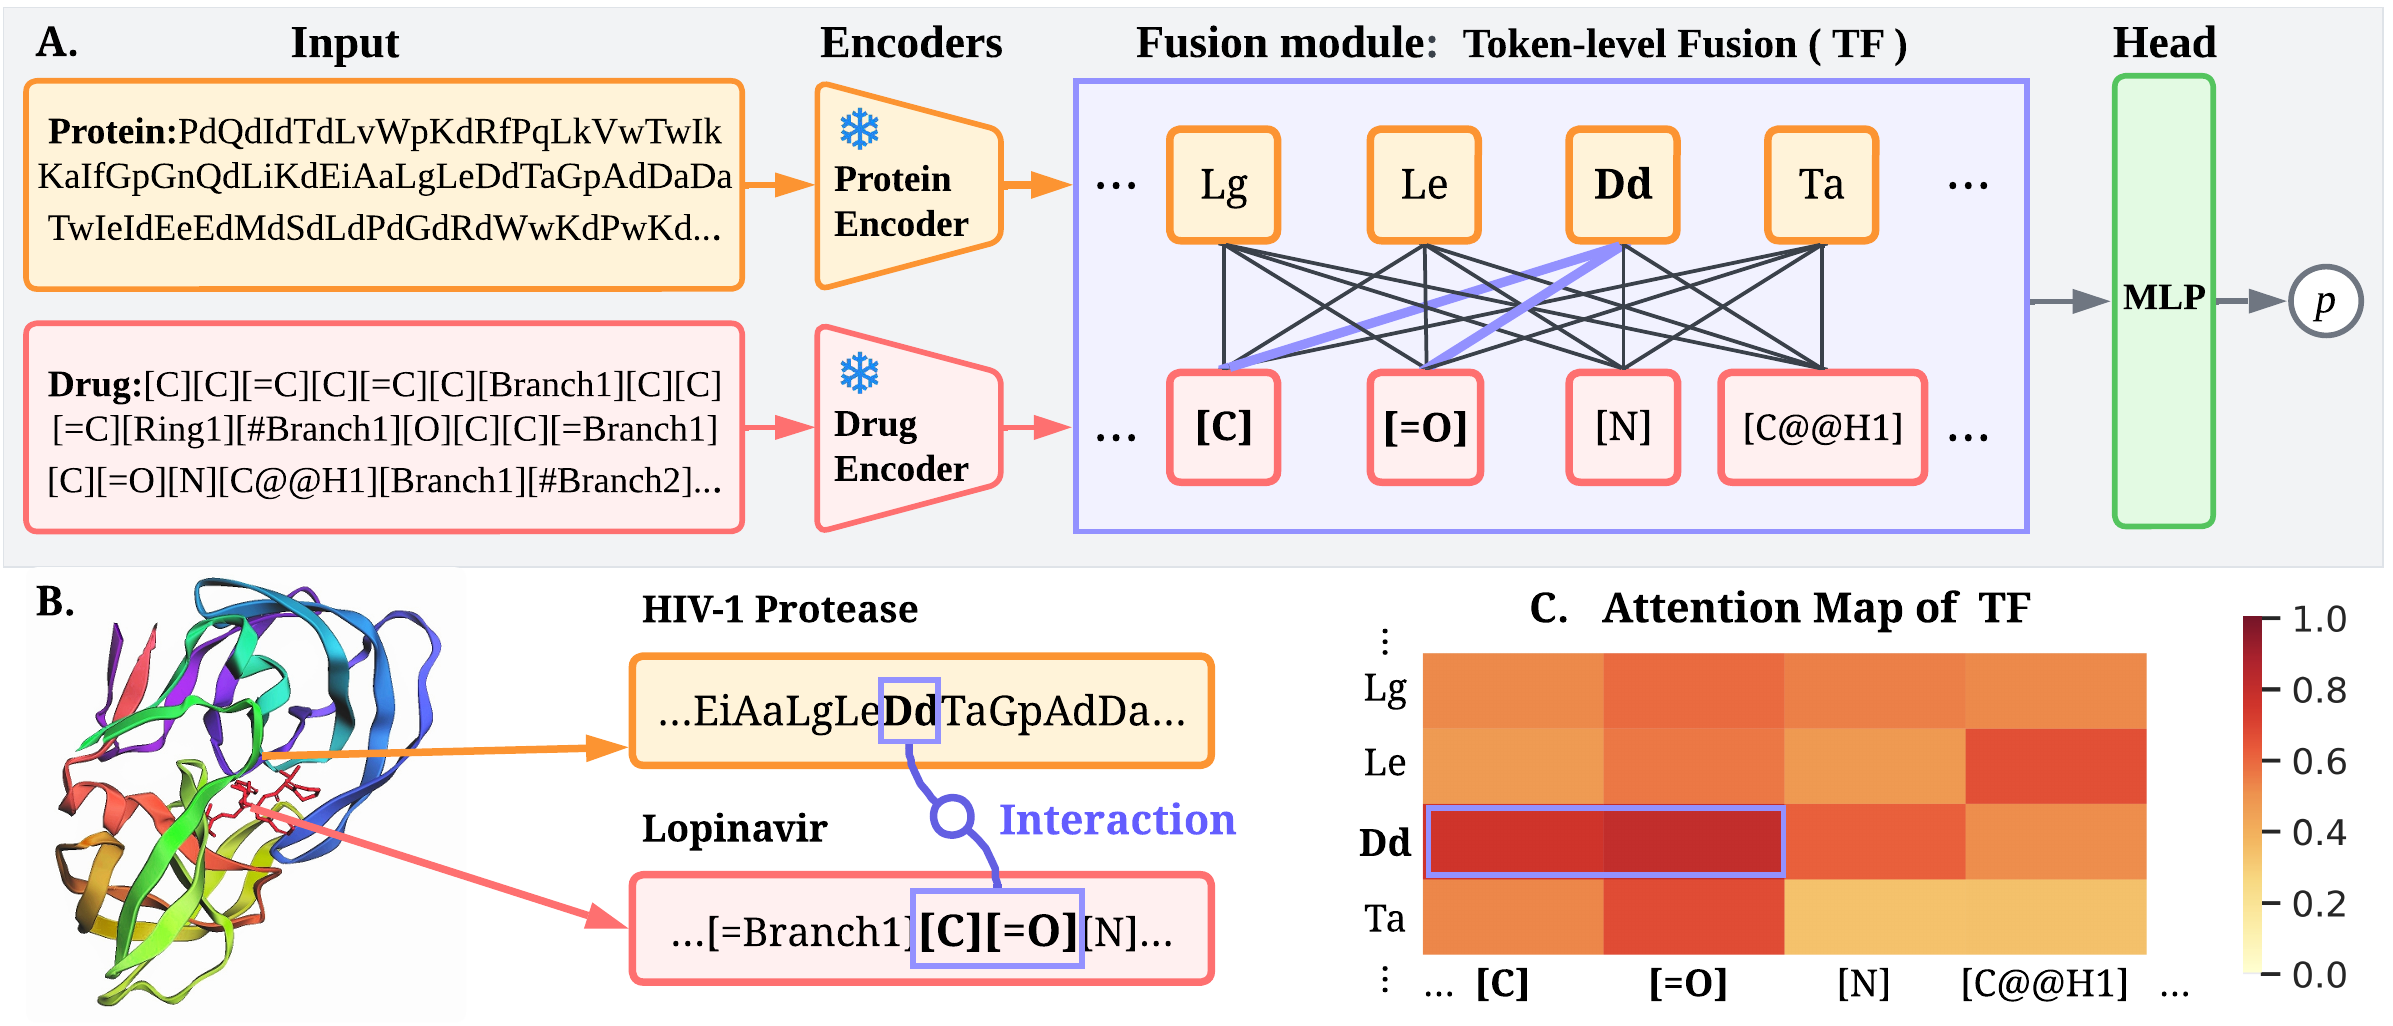 A. Input Encoders Fusion module: Token-level Fusion ( TF ) Head
Protein:PdQdIdTdLvWpKdRfPqLkVwTwIk
KaIfGpGnQdLiKdEiAaLgLeDdTaGpAdDaDa
TwIeIdEeEdMdSdLdPdGdRdWwKdPwKd...
Protein
Encoder
... Lg Le Dd Ta ...
Drug:[C][C][=C][C][=C][C][Branch1][C][C]
[=C][Ring1][#Branch1][O][C][C][=Branch1]
[C][=O][N][C@@H1][Branch1][#Branch2]...
Drug
Encoder
... [C] [=O] [N] [C@@H1] ...
MLP
p
B.
HIV-1 Protease
...EiAaLgLeDdTaGpAdDa...
Interaction
Lopinavir
...[=Branch1][C][=O][N]...
C. Attention Map of TF
...
Lg
Le
Dd
Ta
...
... [C] [=O] [N] [C@@H1] ...
1.0
0.8
0.6
0.4
0.2
0.0